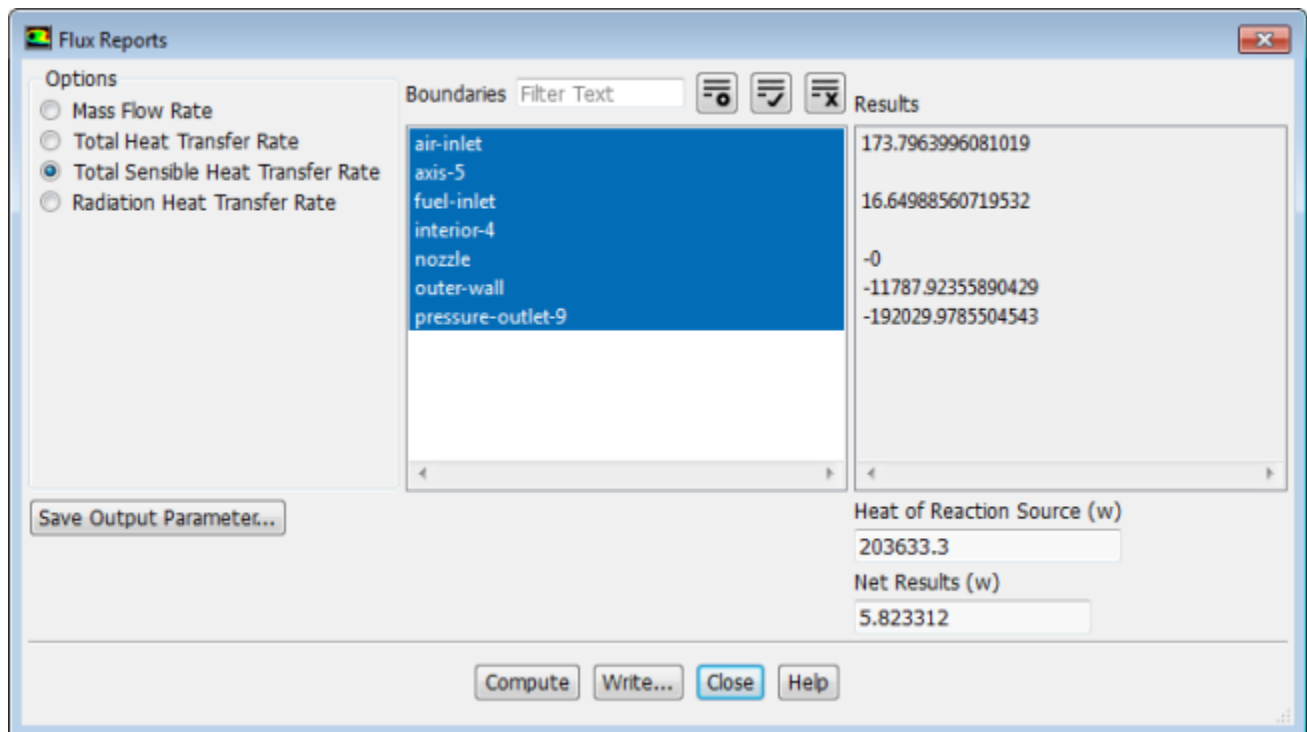 Flux Reports
Options
Mass Flow Rate
Total Heat Transfer Rate
Total Sensible Heat Transfer Rate
Radiation Heat Transfer Rate
Boundaries Filter Text
air-inlet
axis-5
fuel-inlet
interior-4
nozzle
outer-wall
pressure-outlet-9
Results
173.7963996081019
16.64988560719532
-0
-11787.92355890429
-192029.9785504543
Save Output Parameter...
Heat of Reaction Source (w)
203633.3
Net Results (w)
5.823312
Compute Write... Close Help